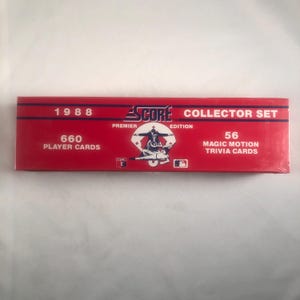 1988
SCORE
COLLECTOR SET
PREMIER EDITION
660
PLAYER CARDS
56
MAGIC MOTION
TRIVIA CARDS